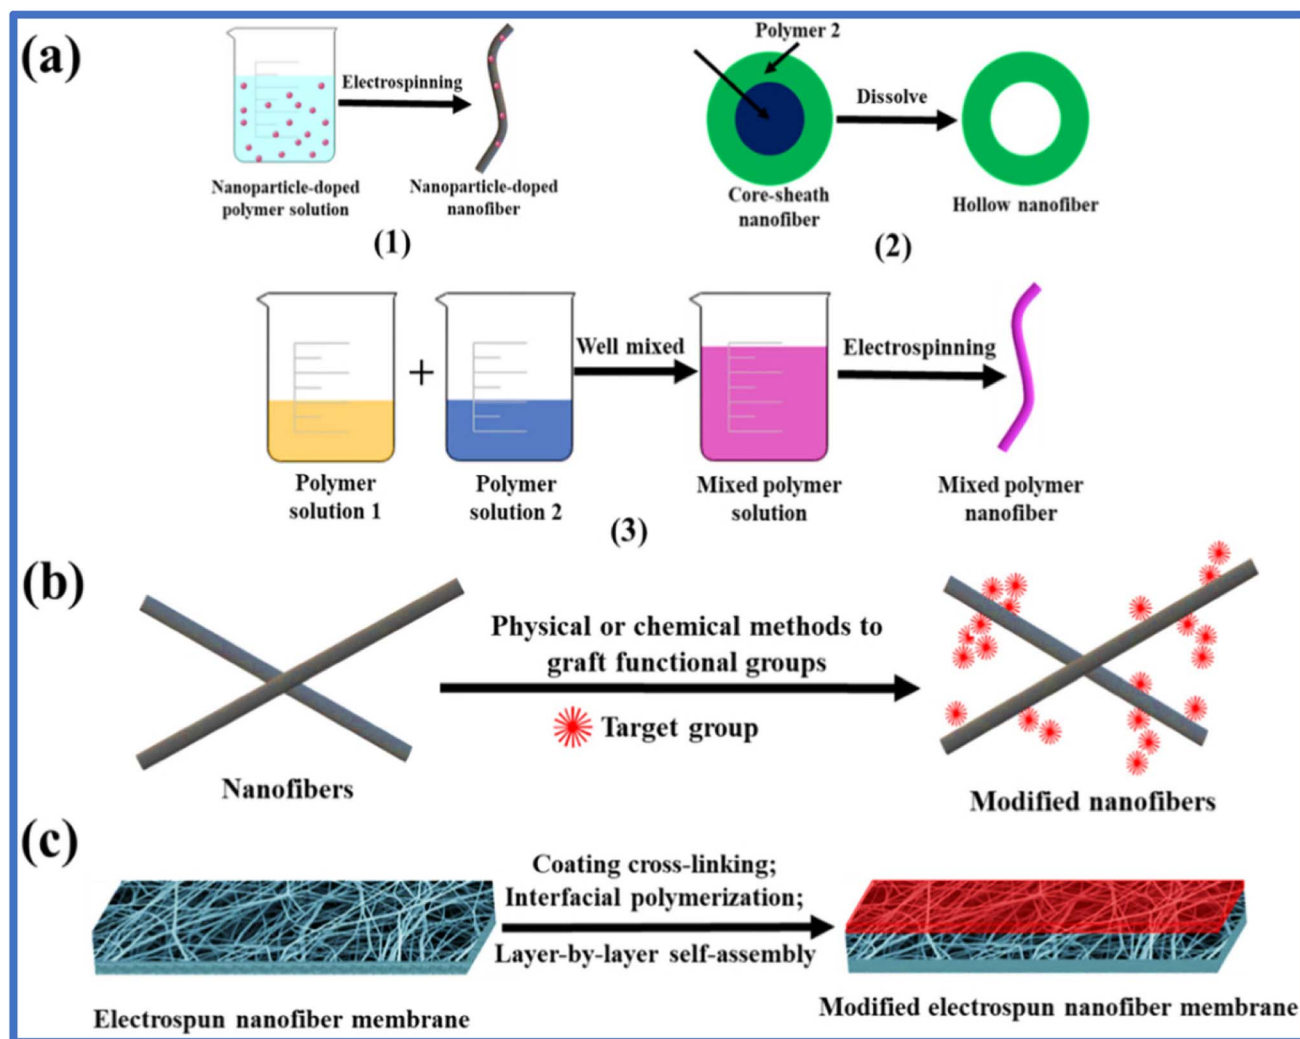 (a)
Electrospinning
Nanoparticle-doped
polymer solution
Nanoparticle-doped
nanofiber
(1)
Polymer 2
Dissolve
Core-sheath
nanofiber
Hollow nanofiber
(2)
+
Well mixed
Electrospinning
Polymer
solution 1
Polymer
solution 2
Mixed polymer
solution
Mixed polymer
nanofiber
(3)
(b)
Physical or chemical methods to
graft functional groups
Target group
Nanofibers
Modified nanofibers
(c)
Coating cross-linking;
Interfacial polymerization;
Layer-by-layer self-assembly
Electrospun nanofiber membrane
Modified electrospun nanofiber membrane